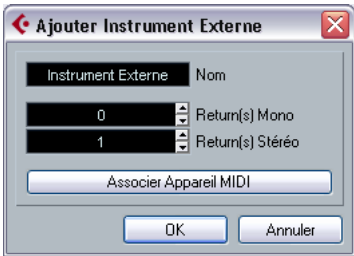 Ajouter Instrument Externe
Instrument Externe Nom
0 Return(s) Mono
1 Return(s) Stéréo
Associer Appareil MIDI
OK Annuler